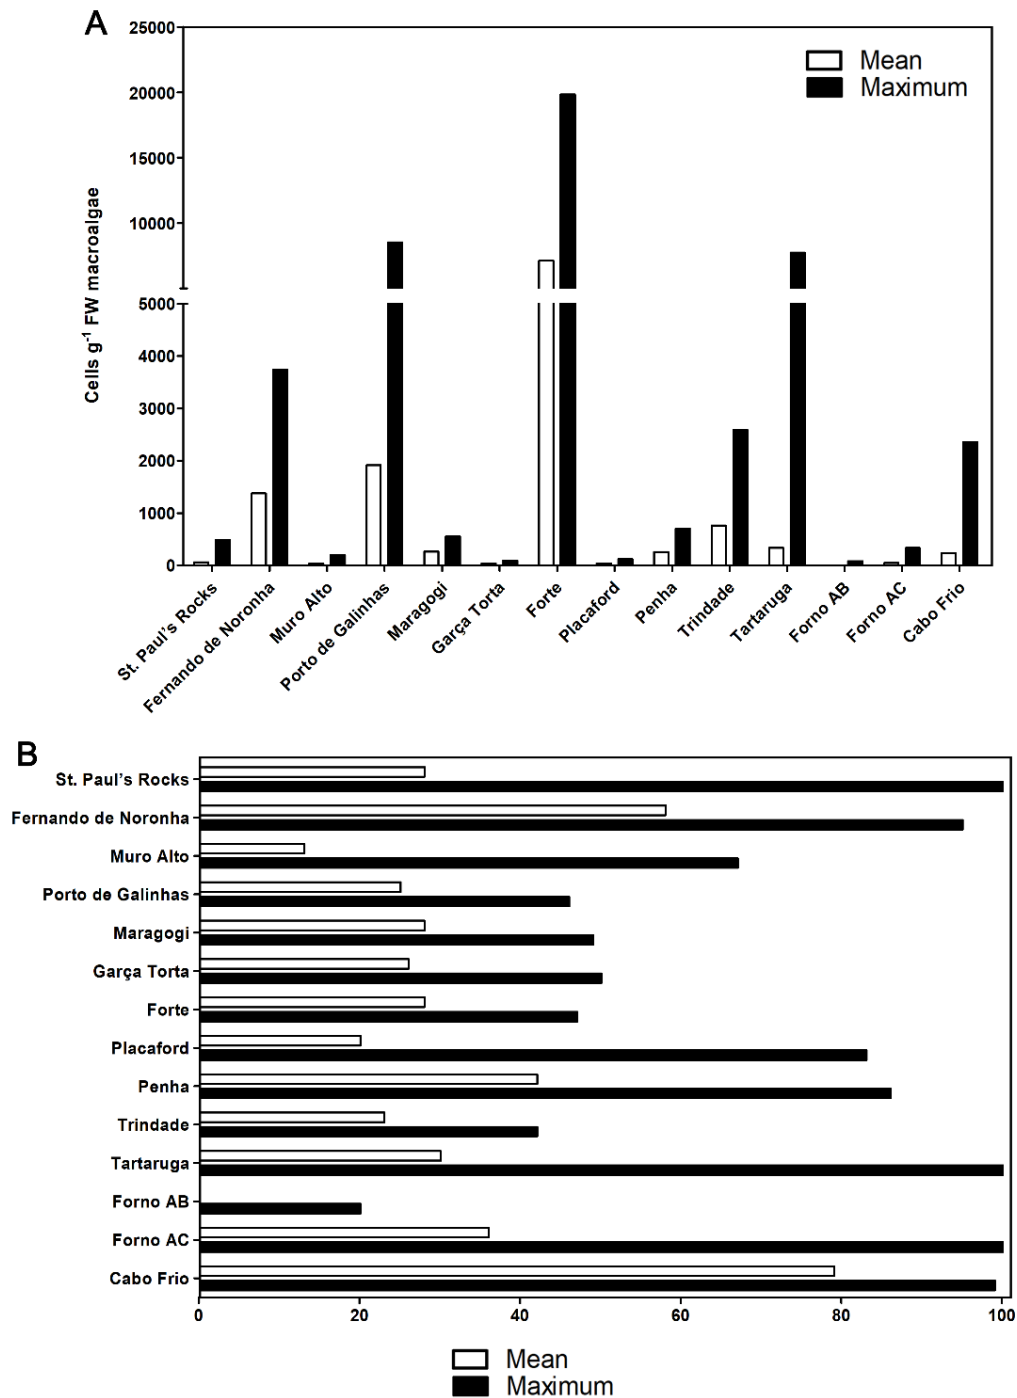 A
25000
20000
15000
10000
5000
4000
3000
2000
1000
0
Cells g⁻¹ FW macroalgae
Mean
Maximum
St. Paul's Rocks
Fernando de Noronha
Muro Alto
Porto de Galinhas
Maragogi
Garça Torta
Forte
Placaford
Penha
Trindade
Tartaruga
Forno AB
Forno AC
Cabo Frio
B
St. Paul's Rocks
Fernando de Noronha
Muro Alto
Porto de Galinhas
Maragogi
Garça Torta
Forte
Placaford
Penha
Trindade
Tartaruga
Forno AB
Forno AC
Cabo Frio
0 20 40 60 80 100
Mean
Maximum